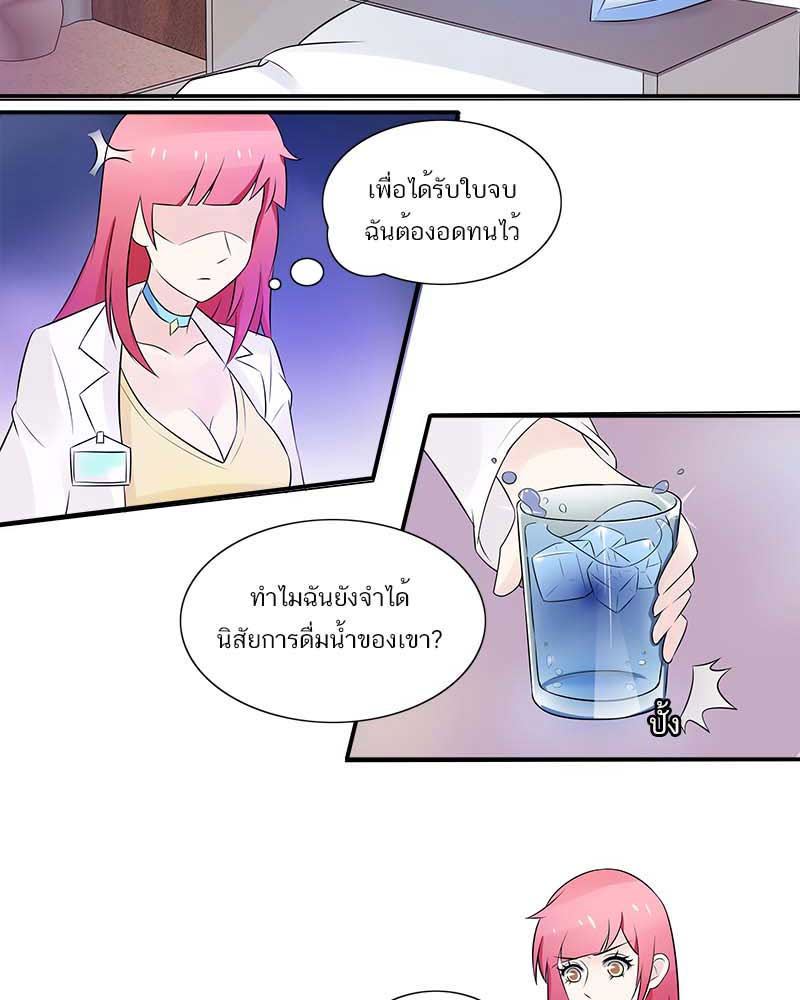 เพื่อได้รับใบจบ
ฉันต้องอดทนไว้
ทำไมฉันยังจำได้
นิสัยการดื่มน้ำของเขา?
ปั้ง